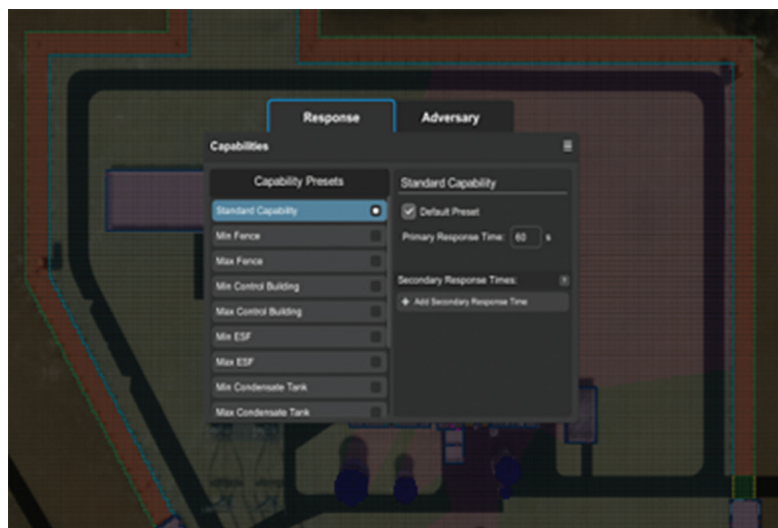 Response
Adversary
Capabilities
Capability Presets
Standard Capability
Min Fence
Max Fence
Min Control Building
Max Control Building
Min ESF
Max ESF
Min Condensate Tank
Max Condensate Tank
Standard Capability
Default Preset
Primary Response Time: 60 s
Secondary Response Times: ?
+ Add Secondary Response Time